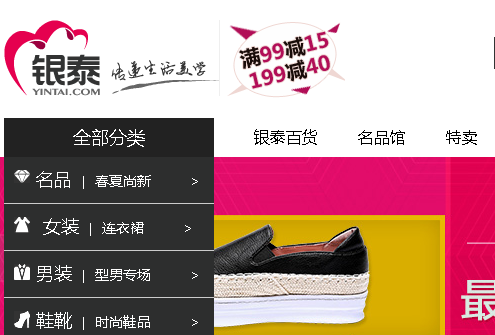 银泰
YINTAI.COM
传递生活美学
满99减15
199减40
全部分类
银泰百货 名品馆 特卖
名品 | 春夏尚新 >
女装 | 连衣裙 >
男装 | 型男专场 >
鞋靴 | 时尚鞋品 >
最